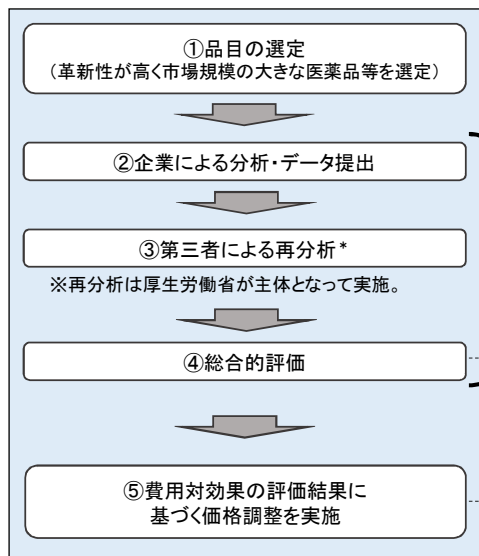 ①品目の選定
（革新性が高く市場規模の大きな医薬品等を選定）
②企業による分析・データ提出
③第三者による再分析*
※再分析は厚生労働省が主体となって実施。
④総合的評価
⑤費用対効果の評価結果に
基づく価格調整を実施